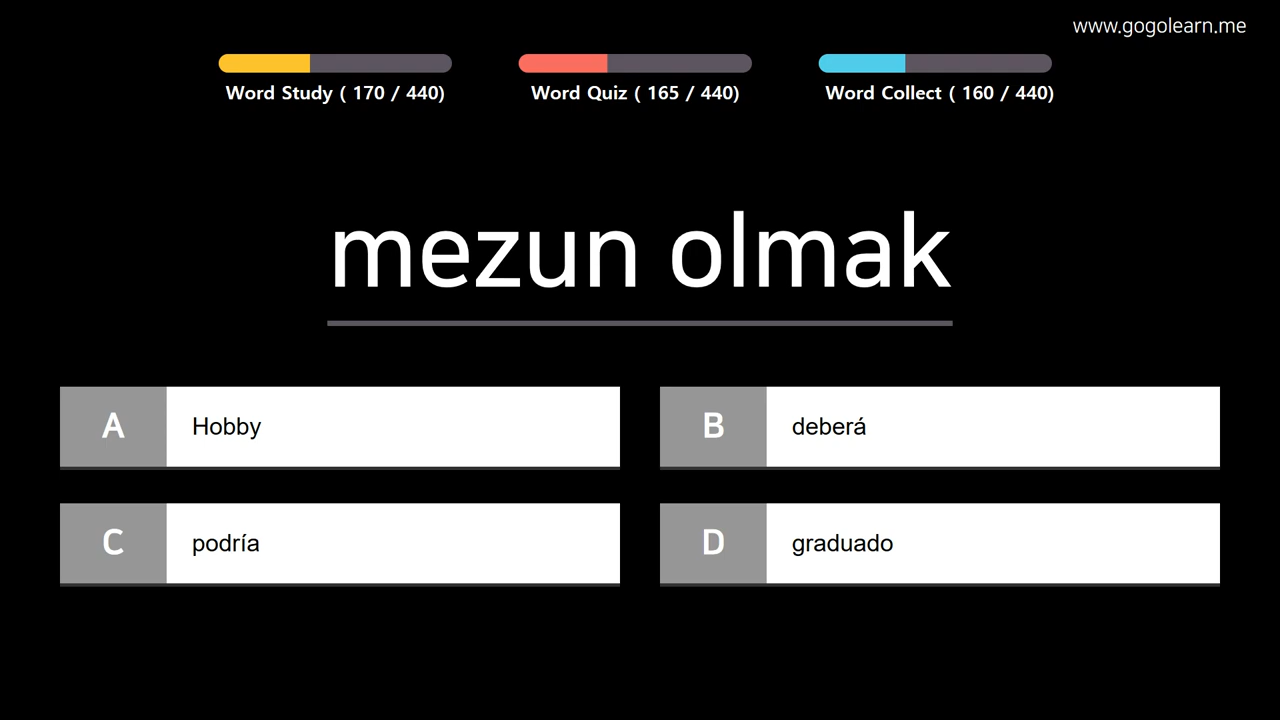 www.gogolearn.me
Word Study ( 170 / 440)
Word Quiz ( 165 / 440)
Word Collect ( 160 / 440)
mezun olmak
A
Hobby
B
deberá
C
podría
D
graduado